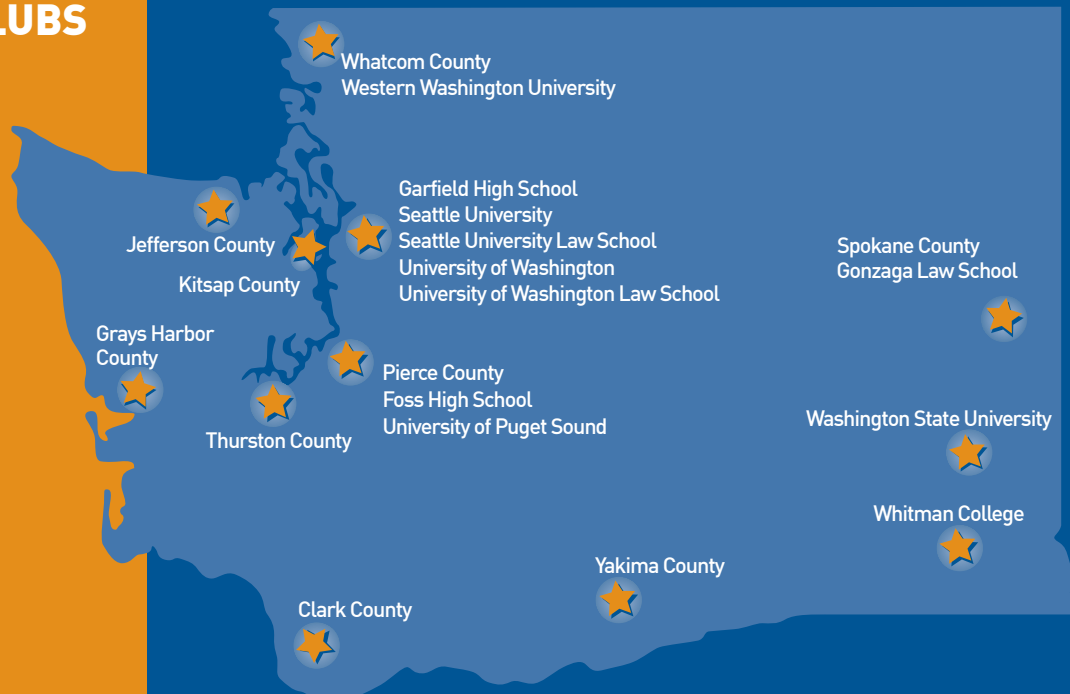 LUBS
Whatcom County
Western Washington University
Garfield High School
Seattle University
Seattle University Law School
University of Washington
University of Washington Law School
Jefferson County
Kitsap County
Spokane County
Gonzaga Law School
Grays Harbor
County
Pierce County
Foss High School
University of Puget Sound
Thurston County
Washington State University
Whitman College
Yakima County
Clark County